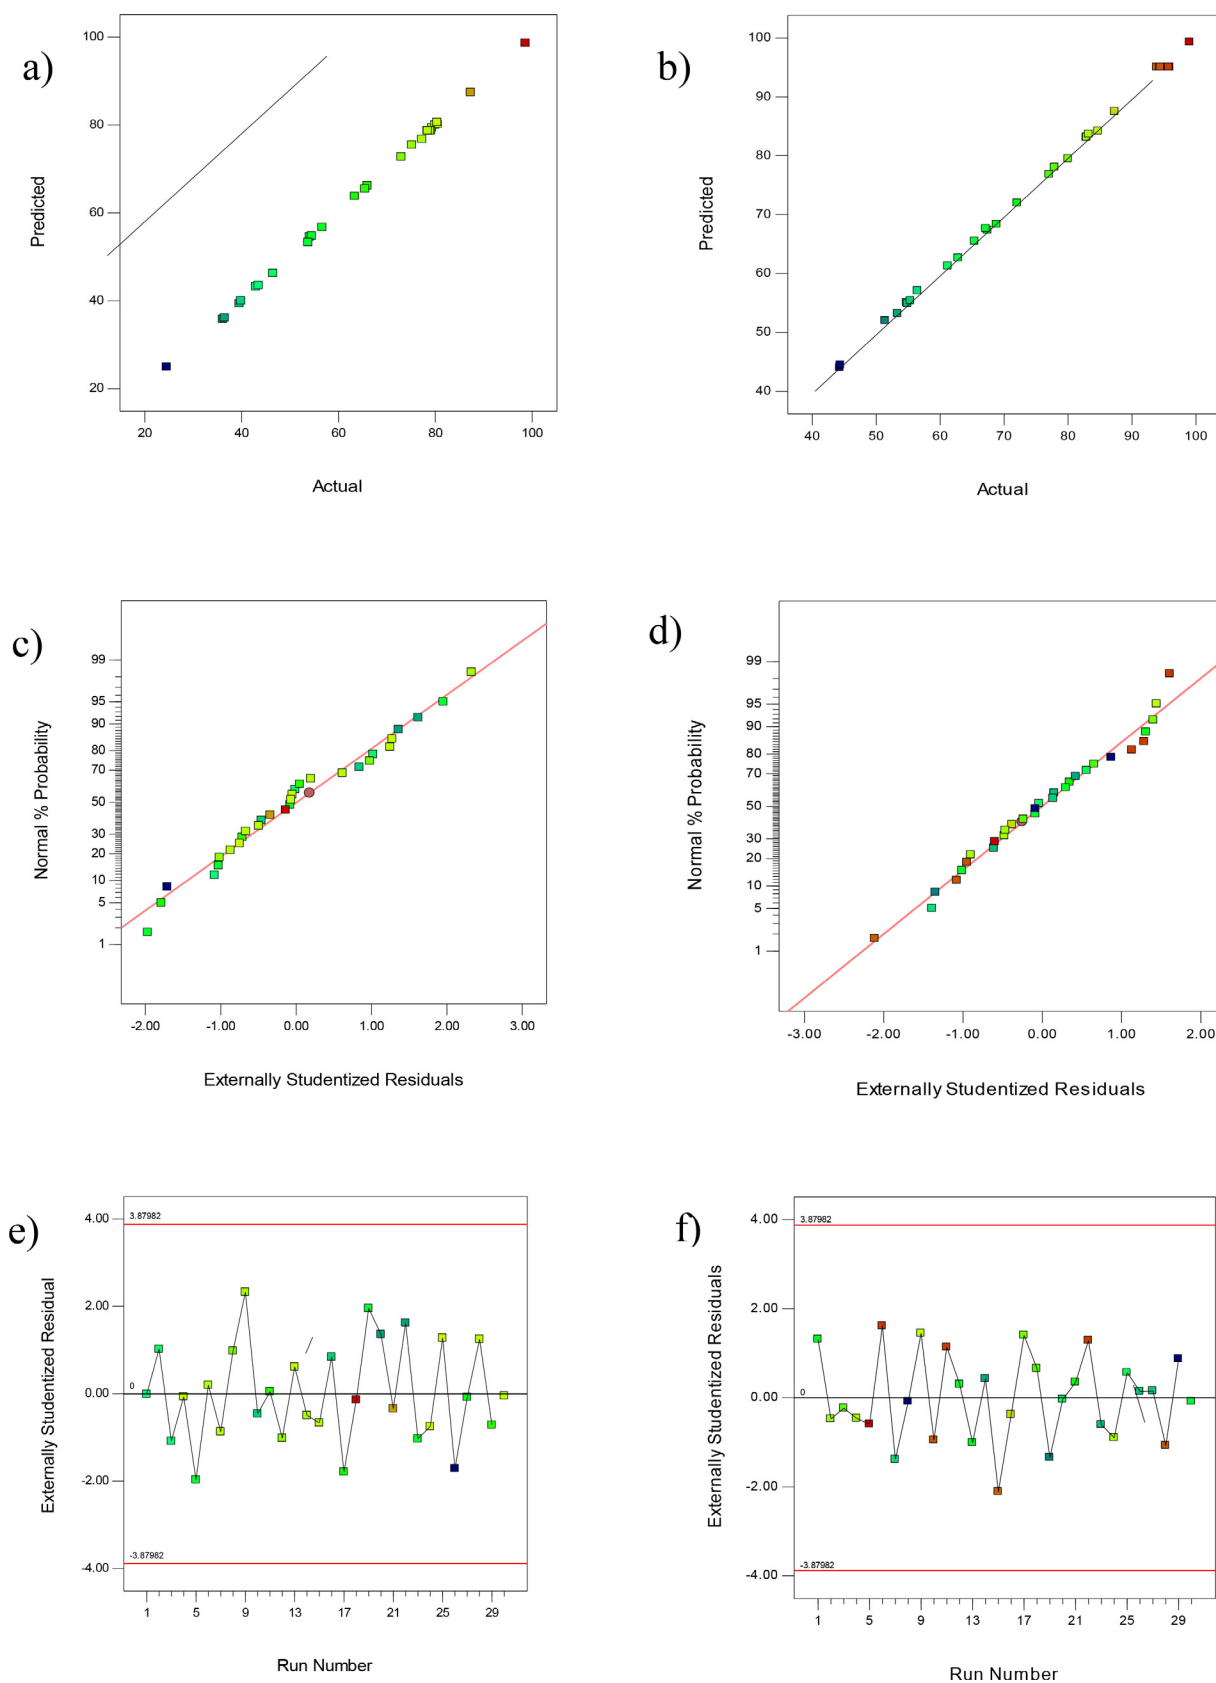 a)
100
80
60
40
20
Predicted
20 40 60 80 100
Actual
b)
100
90
80
70
60
50
40
Predicted
40 50 60 70 80 90 100
Actual
c)
99
95
90
80
70
50
30
20
10
5
1
Normal % Probability
-2.00 -1.00 0.00 1.00 2.00 3.00
Externally Studentized Residuals
d)
99
95
90
80
70
50
30
20
10
5
1
Normal % Probability
-3.00 -2.00 -1.00 0.00 1.00 2.00
Externally Studentized Residuals
e)
4.00
2.00
0.00
-2.00
-4.00
3.87982
0
-3.87982
Externally Studentized Residual
1 5 9 13 17 21 25 29
Run Number
f)
4.00
2.00
0.00
-2.00
-4.00
3.87982
0
-3.87982
Externally Studentized Residuals
1 5 9 13 17 21 25 29
Run Number